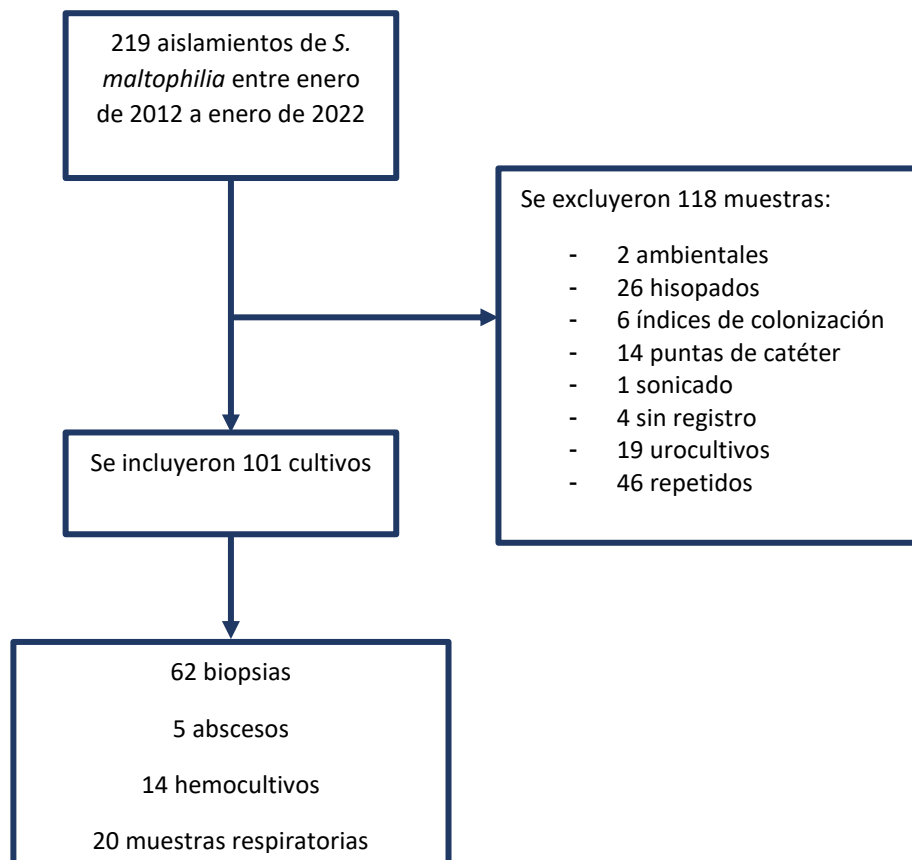 219 aislamientos de S.
maltophilia entre enero
de 2012 a enero de 2022
Se excluyeron 118 muestras:
- 2 ambientales
- 26 hisopados
- 6 índices de colonización
- 14 puntas de catéter
- 1 sonicado
- 4 sin registro
- 19 urocultivos
- 46 repetidos
Se incluyeron 101 cultivos
62 biopsias
5 abscesos
14 hemocultivos
20 muestras respiratorias